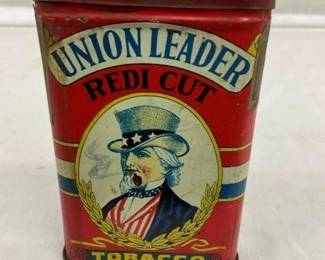 UNION LEADER
REDI CUT
TOBACCO